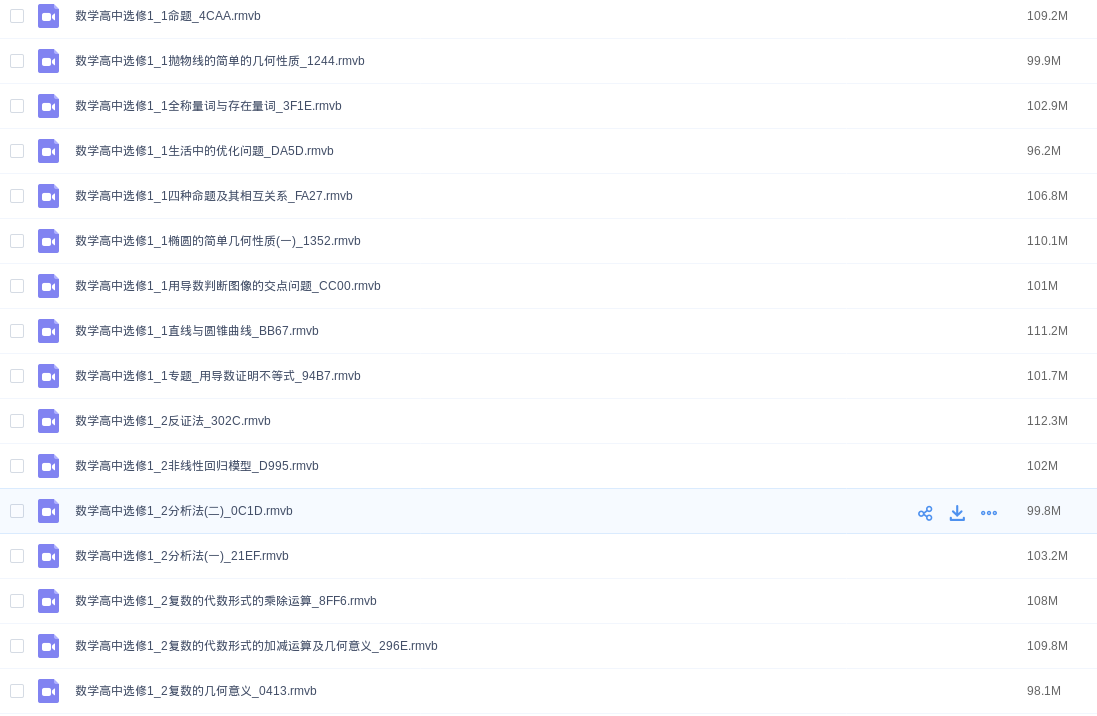 数学高中选修1_1命题_4CAA.rmvb 109.2M
数学高中选修1_1抛物线的简单的几何性质_1244.rmvb 99.9M
数学高中选修1_1全称量词与存在量词_3F1E.rmvb 102.9M
数学高中选修1_1生活中的优化问题_DA5D.rmvb 96.2M
数学高中选修1_1四种命题及其相互关系_FA27.rmvb 106.8M
数学高中选修1_1椭圆的简单几何性质(一)_1352.rmvb 110.1M
数学高中选修1_1用导数判断图像的交点问题_CC00.rmvb 101M
数学高中选修1_1直线与圆锥曲线_BB67.rmvb 111.2M
数学高中选修1_1专题_用导数证明不等式_94B7.rmvb 101.7M
数学高中选修1_2反证法_302C.rmvb 112.3M
数学高中选修1_2非线性回归模型_D995.rmvb 102M
数学高中选修1_2分析法(二)_0C1D.rmvb 99.8M
数学高中选修1_2分析法(一)_21EF.rmvb 103.2M
数学高中选修1_2复数的代数形式的乘除运算_8FF6.rmvb 108M
数学高中选修1_2复数的代数形式的加减运算及几何意义_296E.rmvb 109.8M
数学高中选修1_2复数的几何意义_0413.rmvb 98.1M